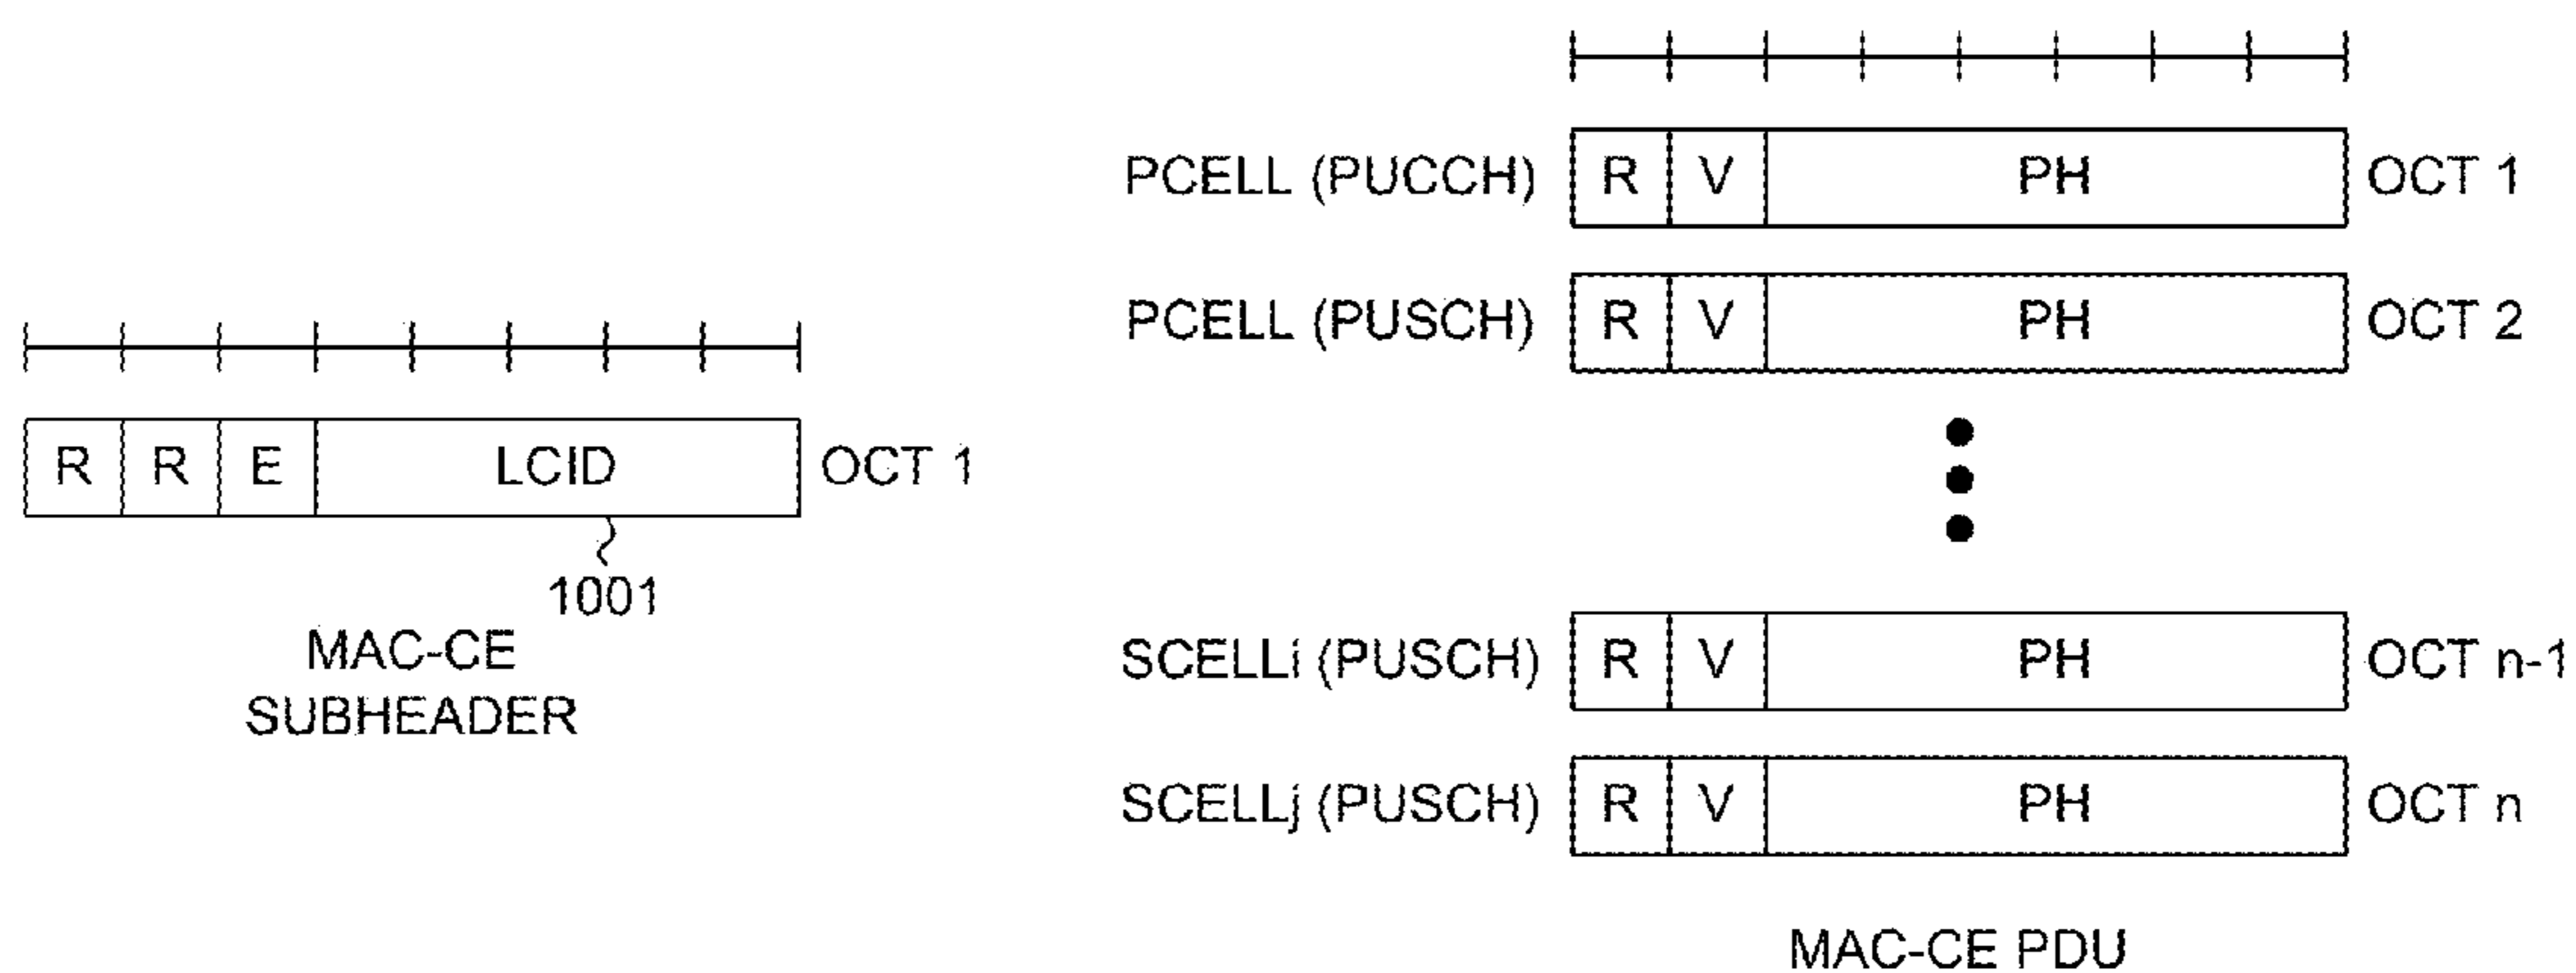 R R E LCID OCT 1
1001
MAC-CE
SUBHEADER
PCELL (PUCCH) R V PH OCT 1
PCELL (PUSCH) R V PH OCT 2
SCELLi (PUSCH) R V PH OCT n-1
SCELLj (PUSCH) R V PH OCT n
MAC-CE PDU